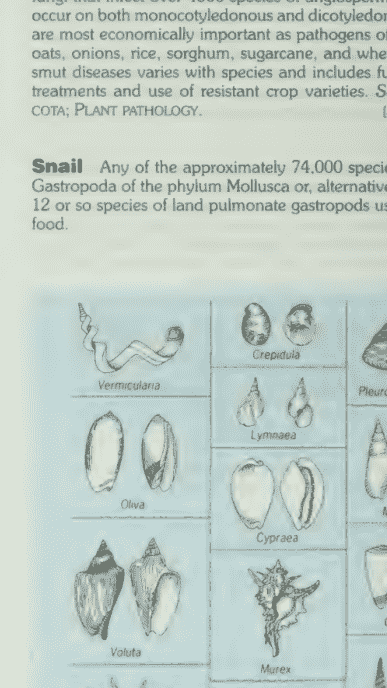 fungi that infect over 4000 species of angiosperm
occur on both monocotyledonous and dicotyledo
are most economically important as pathogens of
oats, onions, rice, sorghum, sugarcane, and whe
smut diseases varies with species and includes fu
treatments and use of resistant crop varieties. S
COTA; PLANT PATHOLOGY. [
Snail Any of the approximately 74,000 specie
Gastropoda of the phylum Mollusca or, alternative
12 or so species of land pulmonate gastropods us
food.
Vermicularia
Crepidula
Pleuro
Lymnaea
Oliva
Cypraea
M
Voluta
Murex